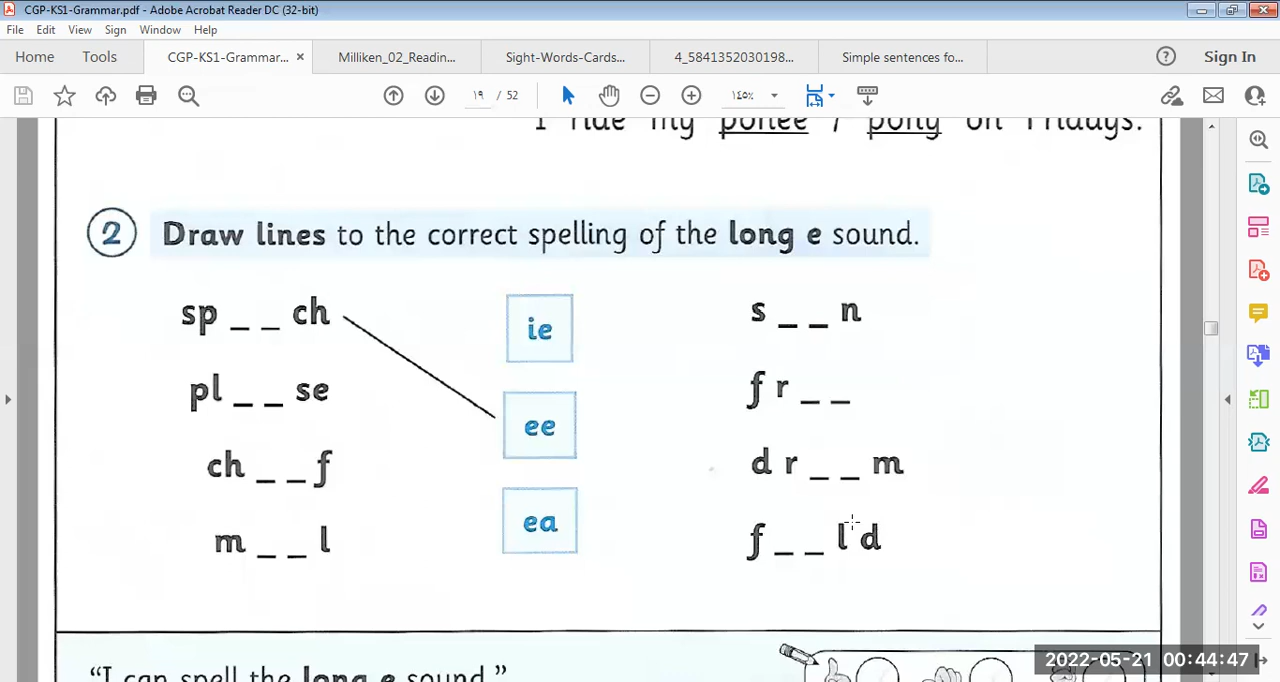 CGP-KS1-Grammar.pdf - Adobe Acrobat Reader DC (32-bit)
File Edit View Sign Window Help
Home Tools CGP-KS1-Grammar... × Milliken_02_Readin... Sight-Words-Cards... 4_5841352030198... Simple sentences fo... Sign In
١٩ / 52 ١٤٥%
I ride my ponee / pony on Fridays.
2 Draw lines to the correct spelling of the long e sound.
sp _ _ ch ie s _ _ n
pl _ _ se ee f r _ _
ch _ _ f ea d r _ _ m
m _ _ l f _ _ l d
"I can spell the long e sound."
2022-05-21 00:44:47